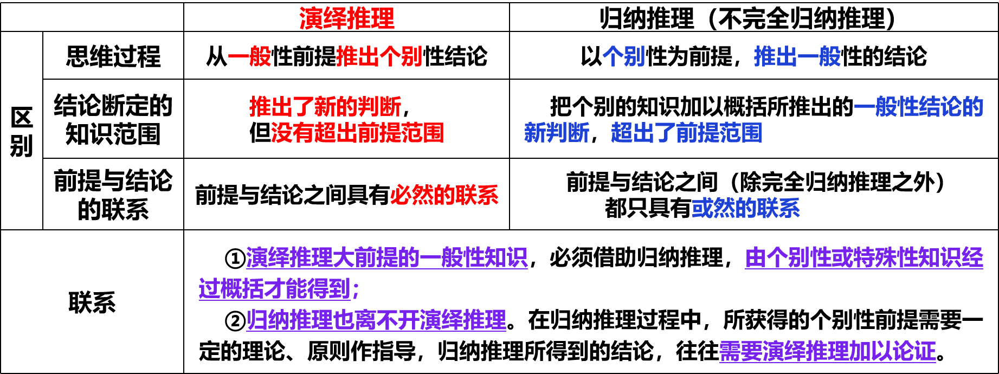 演绎推理
归纳推理（不完全归纳推理）
区别
思维过程
从一般性前提推出个别性结论
以个别性为前提，推出一般性的结论
结论断定的
知识范围
推出了新的判断，
但没有超出前提范围
把个别的知识加以概括所推出的一般性结论的
新判断，超出了前提范围
前提与结论
的联系
前提与结论之间具有必然的联系
前提与结论之间（除完全归纳推理之外）
都只具有或然的联系
联系
①演绎推理大前提的一般性知识，必须借助归纳推理，由个别性或特殊性知识经
过概括才能得到；
②归纳推理也离不开演绎推理。在归纳推理过程中，所获得的个别性前提需要一
定的理论、原则作指导，归纳推理所得到的结论，往往需要演绎推理加以论证。